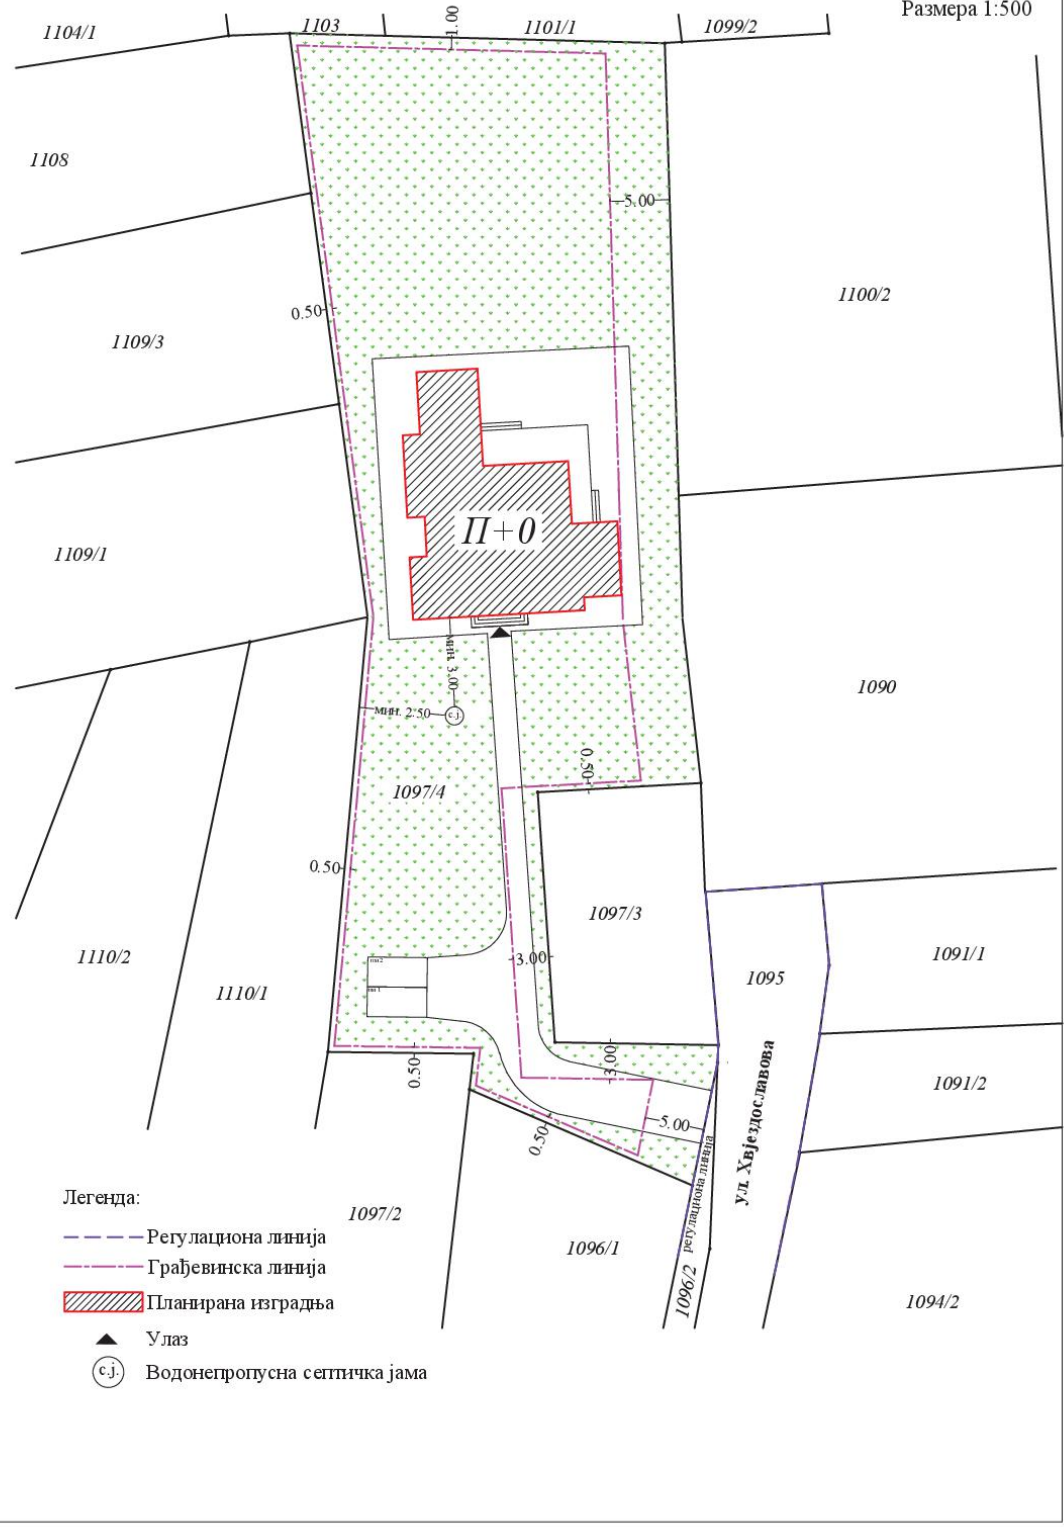 Размера 1:500
1104/1
1103
1.00
1101/1
1099/2
1108
5.00
1100/2
0.50
1109/3
П+0
1109/1
мин. 3.00
1090
мин. 2.50
с.ј.
0.50
1097/4
0.50
1097/3
1110/2
3.00
1091/1
1095
1110/1
3.00
0.50
1091/2
ул. Хвјездославова
5.00
0.50
регулациона линија
Легенда:
1097/2
Регулациона линија
1096/1
Грађевинска линија
1096/2
Планирана изградња
1094/2
Улаз
с.ј.
Водонепропусна септичка јама